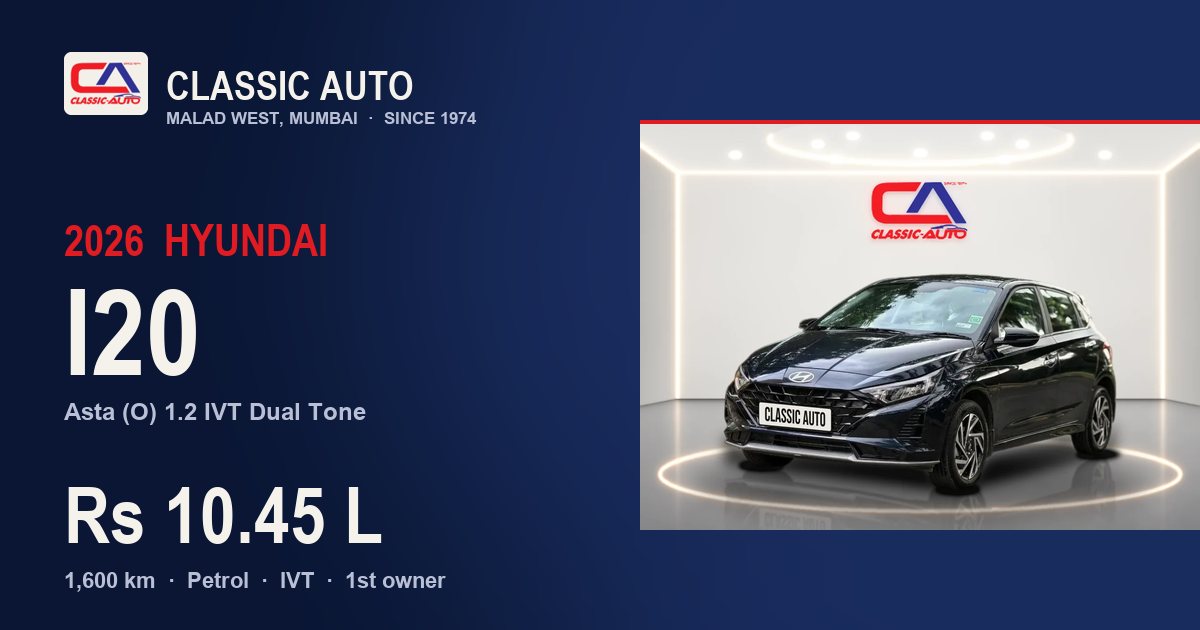 CA
CLASSIC-AUTO
CLASSIC AUTO
MALAD WEST, MUMBAI · SINCE 1974
2026 HYUNDAI
I20
Asta (O) 1.2 IVT Dual Tone
Rs 10.45 L
1,600 km · Petrol · IVT · 1st owner
CA
CLASSIC-AUTO
CLASSIC AUTO